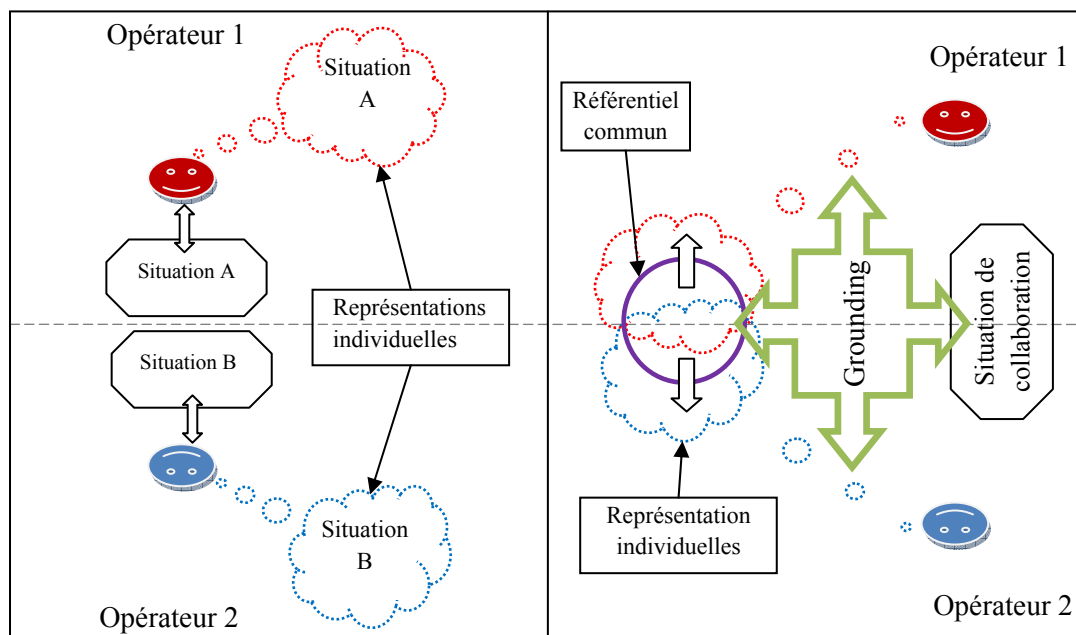 Opérateur 1
Situation
A
Situation A
Représentations
individuelles
Situation B
Situation
B
Opérateur 2
Opérateur 1
Référentiel
commun
Grounding
Situation de
collaboration
Représentation
individuelles
Opérateur 2